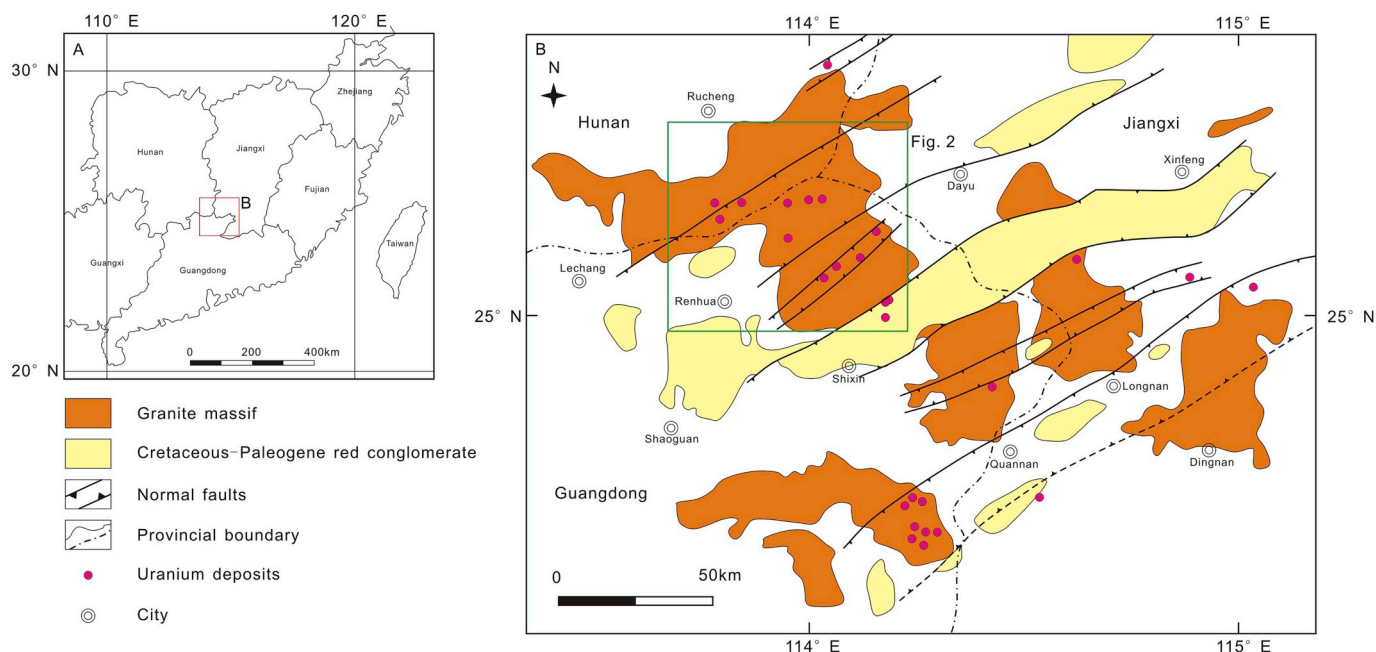 110° E
120° E
A
30° N
Zhejiang
Hunan
Jiangxi
Fujian
B
Taiwan
Guangxi
Guangdong
0 200 400km
20° N
Granite massif
Cretaceous-Paleogene red conglomerate
Normal faults
Provincial boundary
Uranium deposits
City
114° E
115° E
B
N
Rucheng
Hunan
Jiangxi
Fig. 2
Xinfeng
Dayu
Lechang
Renhua
25° N
25° N
Shixin
Longnan
Shaoguan
Quannan
Dingnan
Guangdong
0 50km
114° E
115° E